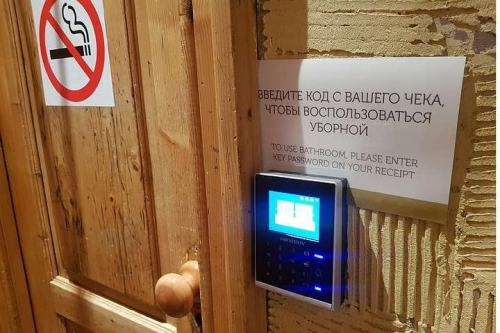 ВВЕДИТЕ КОД С ВАШЕГО ЧЕКА,
ЧТОБЫ ВОСПОЛЬЗОВАТЬСЯ
УБОРНОЙ
TO USE BATHROOM, PLEASE ENTER
KEY PASSWORD ON YOUR RECEIPT
HIKVISION